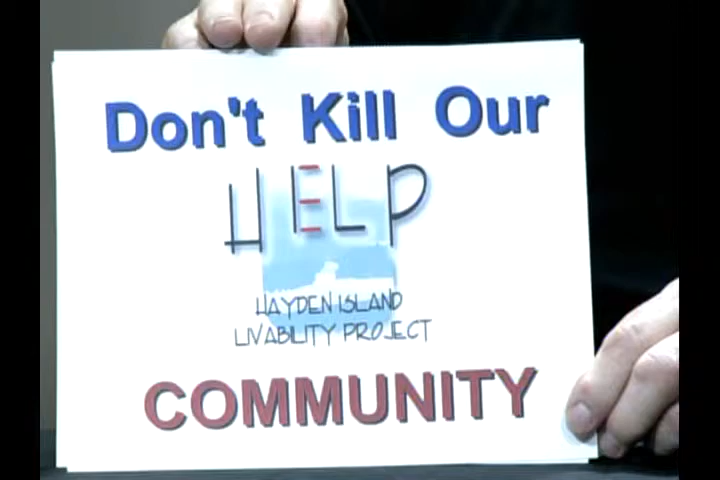 Don't Kill Our
HELP
HAYDEN ISLAND
LIVABILITY PROJECT
COMMUNITY